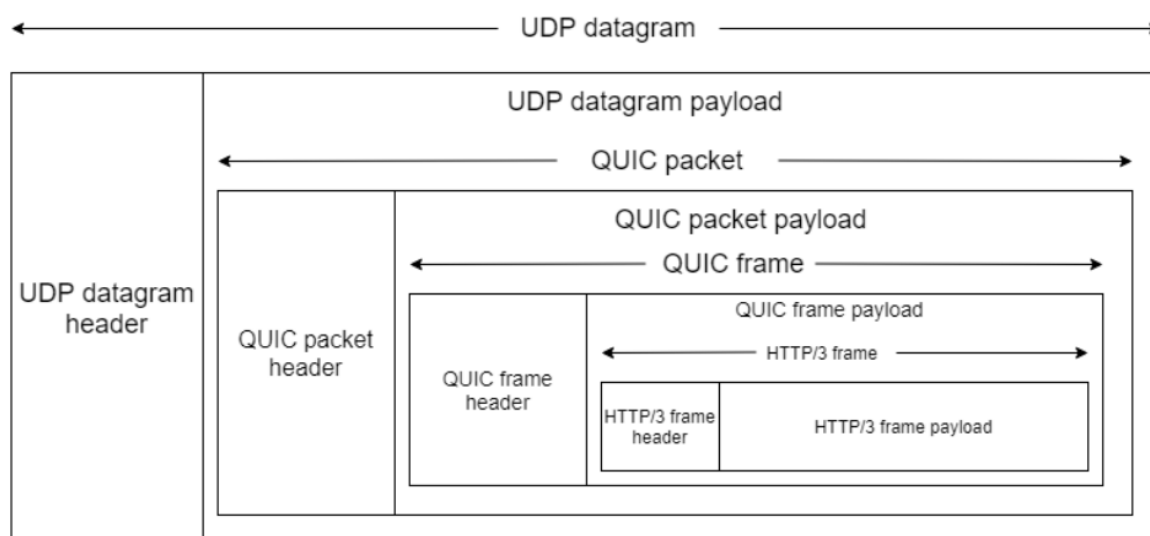 UDP datagram
UDP datagram payload
QUIC packet
QUIC packet payload
QUIC frame
UDP datagram
header
QUIC frame payload
QUIC packet
header
HTTP/3 frame
QUIC frame
header
HTTP/3 frame
header
HTTP/3 frame payload